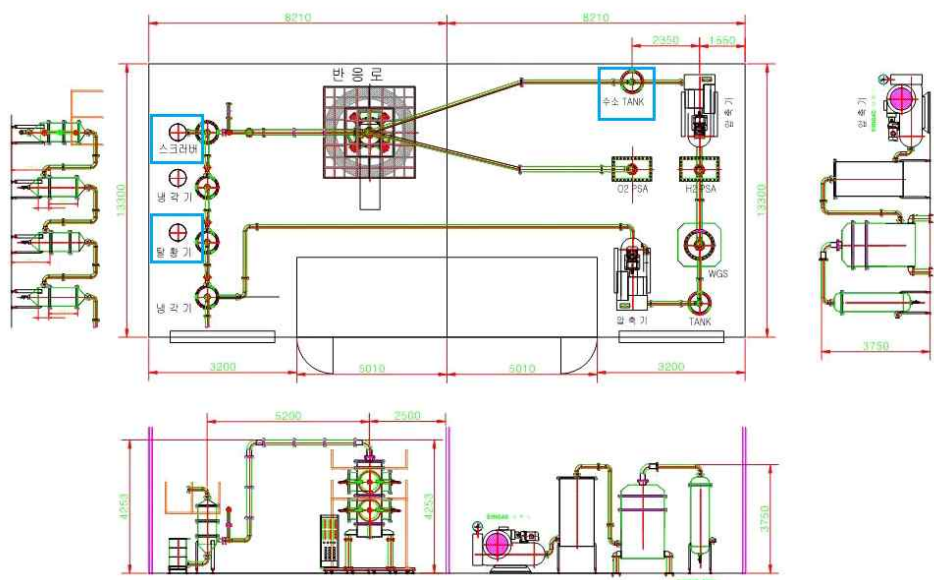 8210
8210
2350
1550
반 응 로
수소 TANK
압 축 기
스크러버
냉 각 기
O2 PSA
H2 PSA
13300
13300
탈 황 기
WGS
냉 각 기
압 축 기
TANK
3750
3200
5010
5010
3200
5200
2500
4253
4253
3750